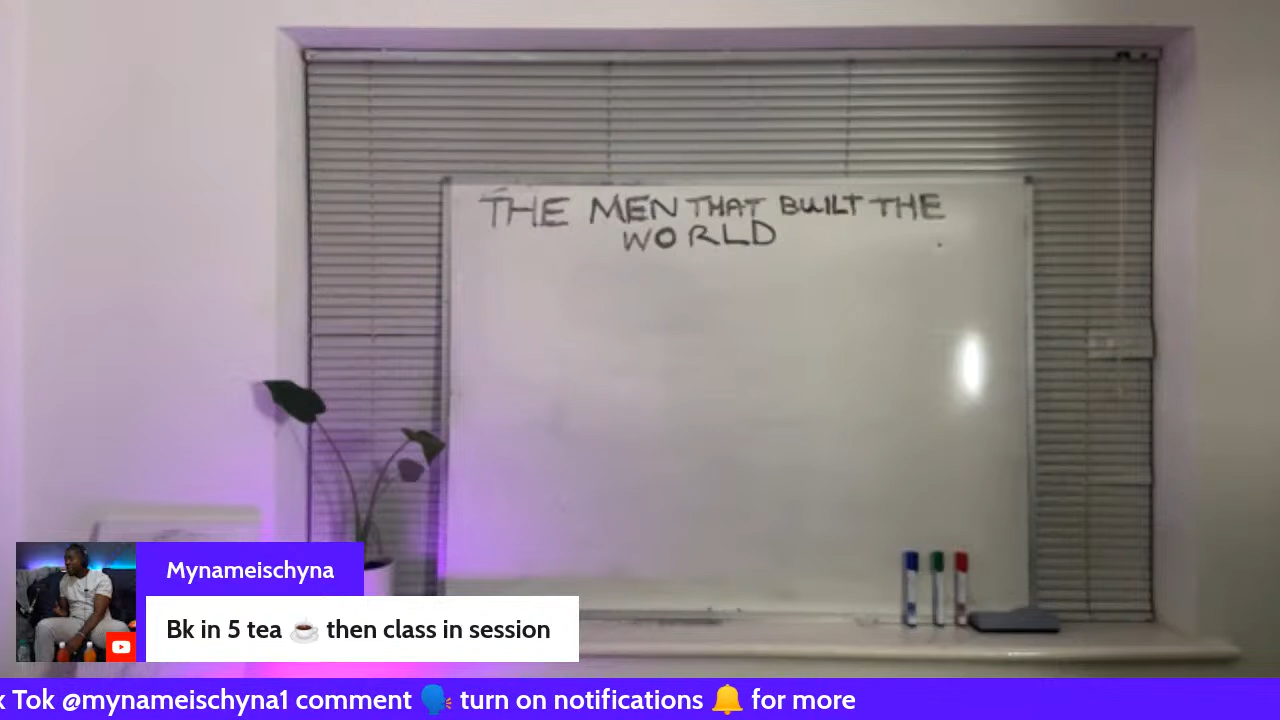 THE MEN THAT BUILT THE
WORLD
Mynameischyna
Bk in 5 tea ☕ then class in session
k Tok @mynameischyna1 comment 🗣 turn on notifications 🔔 for more